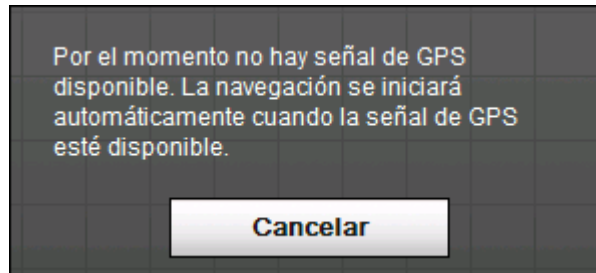 Por el momento no hay señal de GPS
disponible. La navegación se iniciará
automáticamente cuando la señal de GPS
esté disponible.
Cancelar